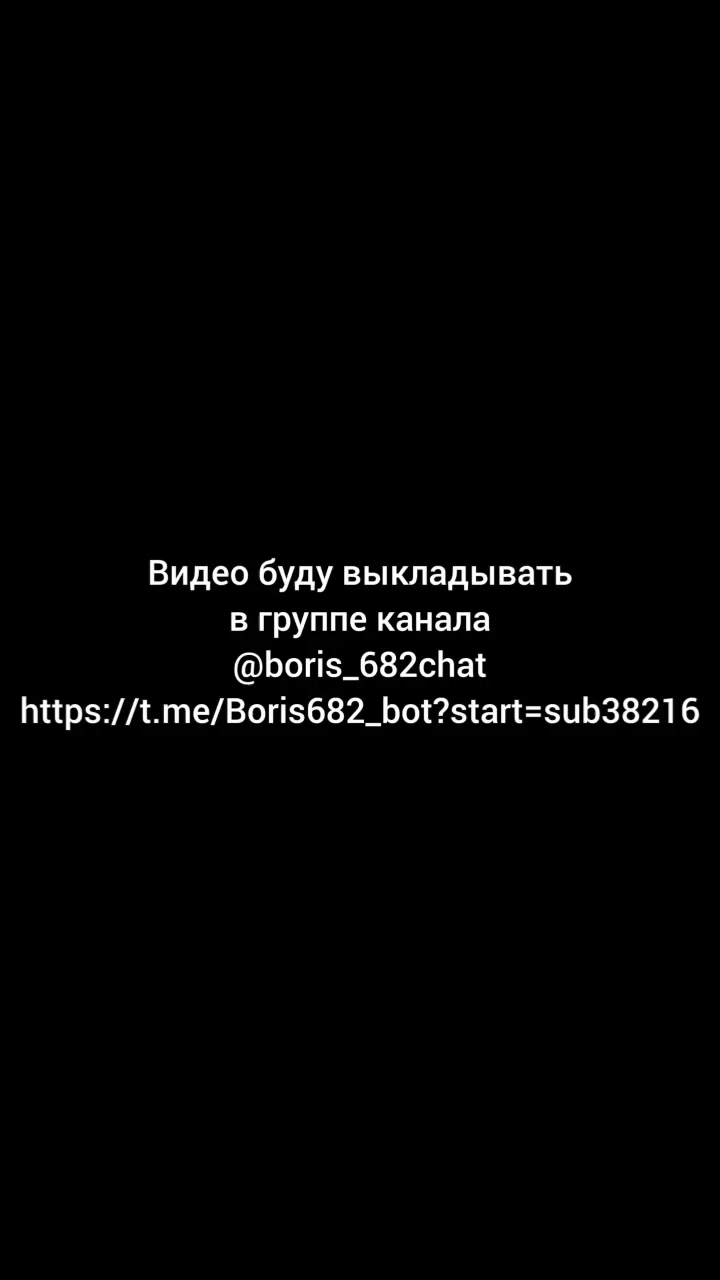 Видео буду выкладывать
в группе канала
@boris_682chat
https://t.me/Boris682_bot?start=sub38216